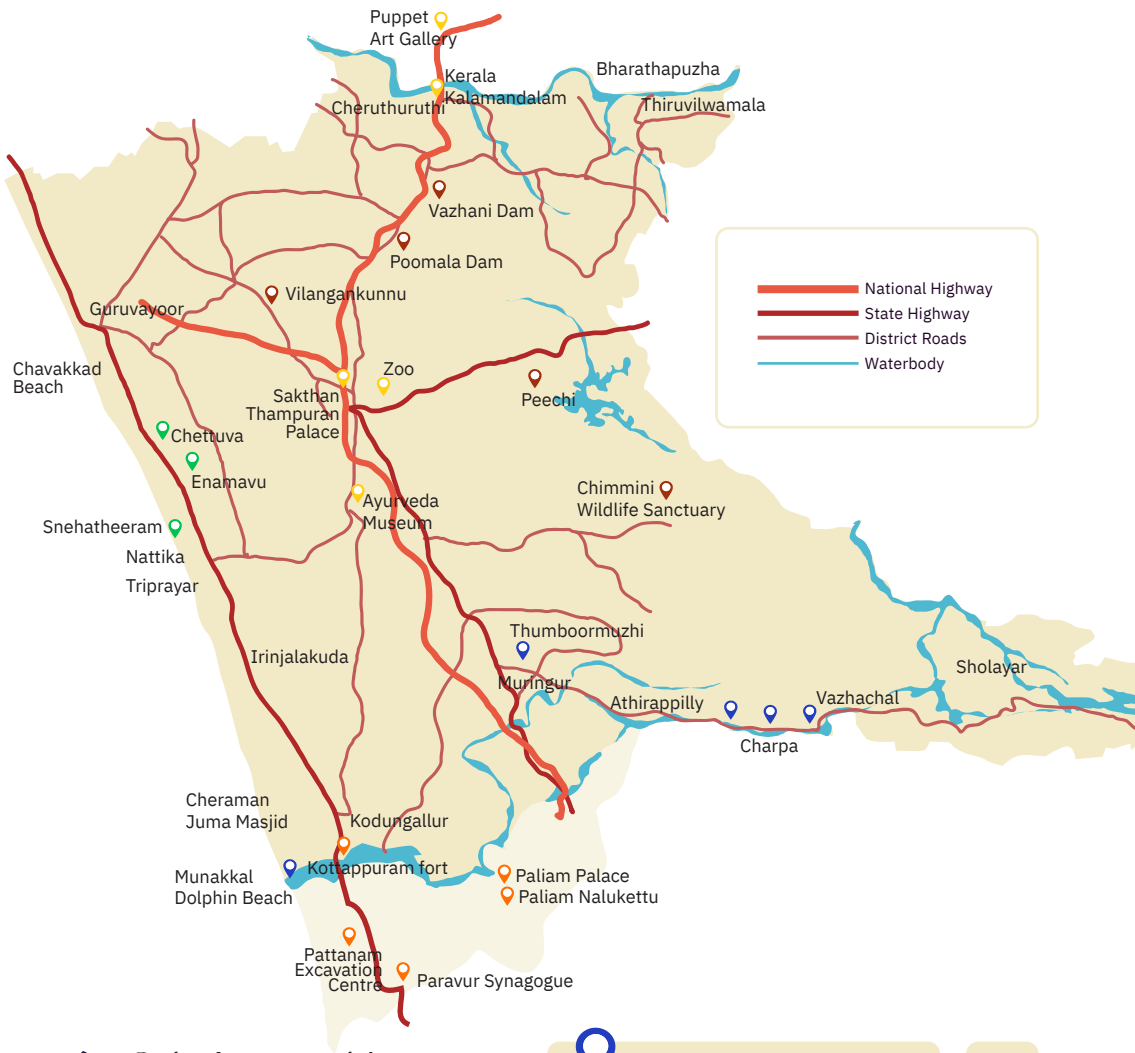 Puppet
Art Gallery
Kerala
Kalamandalam
Bharathapuzha
Cheruthuruthi
Thiruvilwamala
Vazhani Dam
Poomala Dam
Vilangankunnu
Guruvayoor
National Highway
State Highway
District Roads
Waterbody
Chavakkad
Beach
Zoo
Sakthan
Thampuran
Palace
Peechi
Chettuva
Enamavu
Ayurveda
Museum
Chimmini
Wildlife Sanctuary
Snehatheeram
Nattika
Triprayar
Thumboormuzhi
Irinjalakuda
Muringur
Sholayar
Athirappilly
Vazhachal
Charpa
Cheraman
Juma Masjid
Kodungallur
Kottappuram fort
Munakkal
Dolphin Beach
Paliam Palace
Paliam Nalukettu
Pattanam
Excavation
Centre
Paravur Synagogue